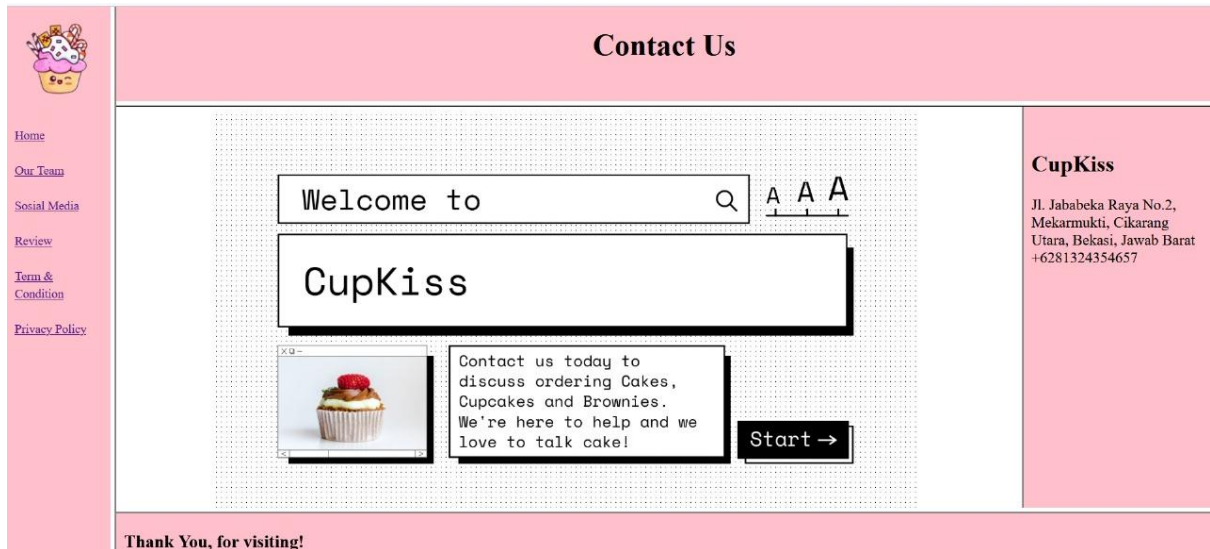 Contact Us
Home
Our Team
Sosial Media
Review
Term &
Condition
Privacy Policy
Welcome to
A A A
CupKiss
Contact us today to
discuss ordering Cakes,
Cupcakes and Brownies.
We're here to help and we
love to talk cake!
Start →
CupKiss
Jl. Jababeka Raya No.2,
Mekarmukti, Cikarang
Utara, Bekasi, Jawab Barat
+6281324354657
Thank You, for visiting!